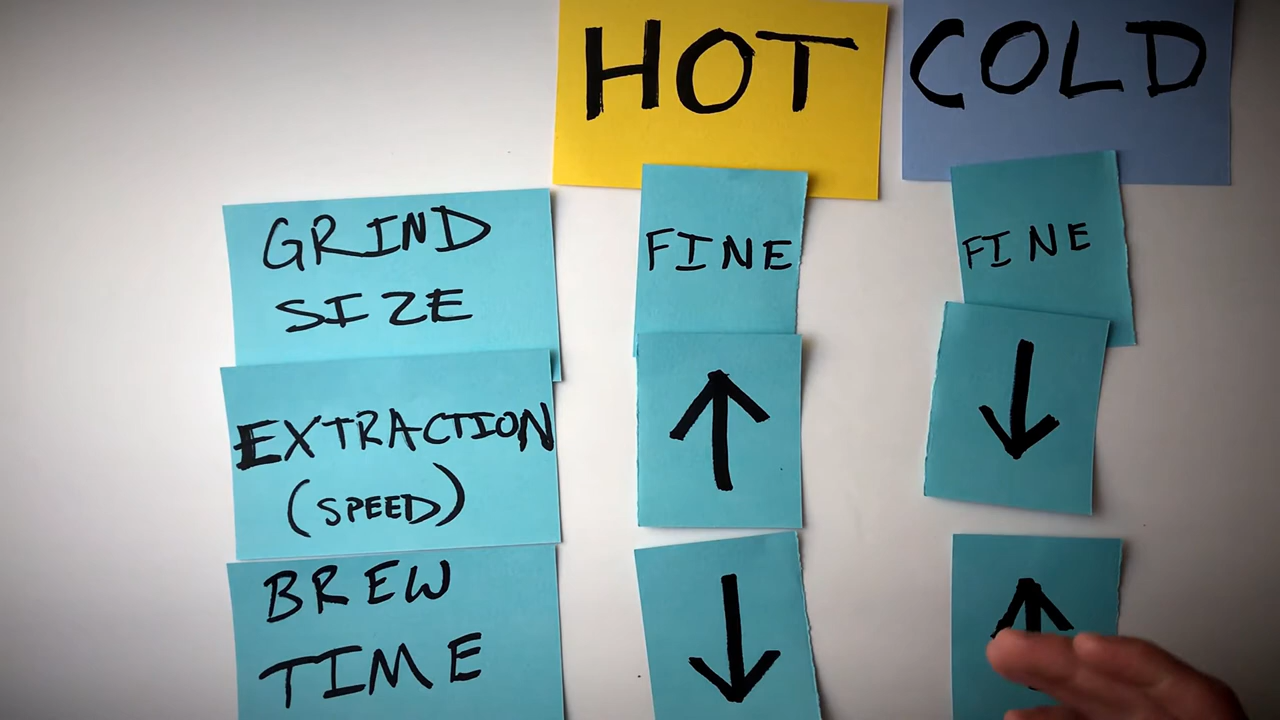 HOT COLD
GRIND
SIZE
FINE FINE
EXTRACTION
(SPEED)
↑ ↓
BREW
TIME
↓ ↑